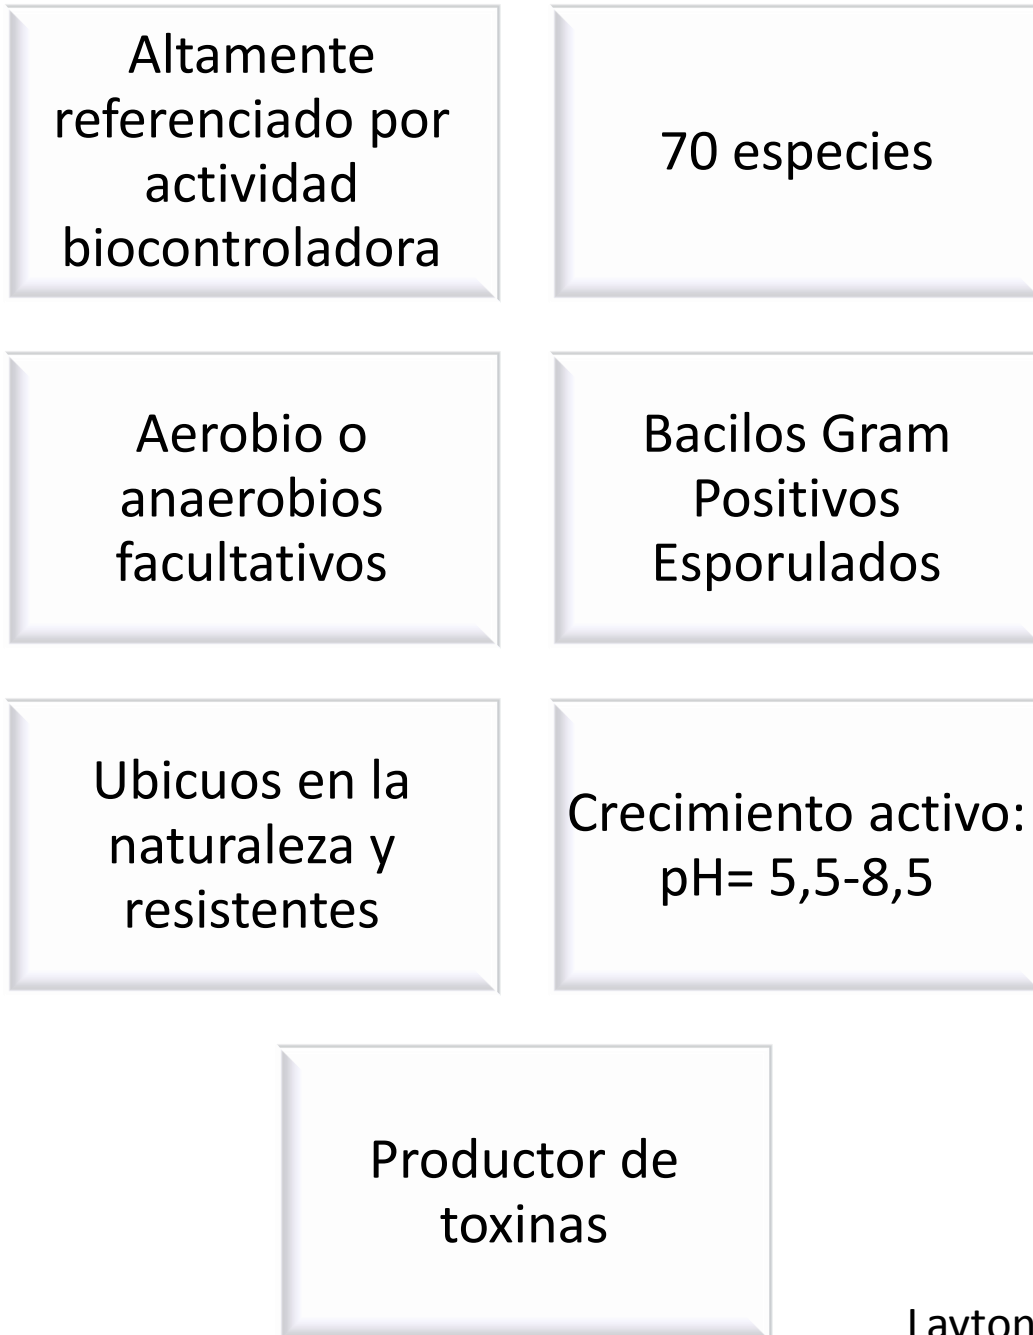 Altamente
referenciado por
actividad
biocontroladora
70 especies
Aerobio o
anaerobios
facultativos
Bacilos Gram
Positivos
Esporulados
Ubicuos en la
naturaleza y
resistentes
Crecimiento activo:
pH= 5,5-8,5
Productor de
toxinas
Layton